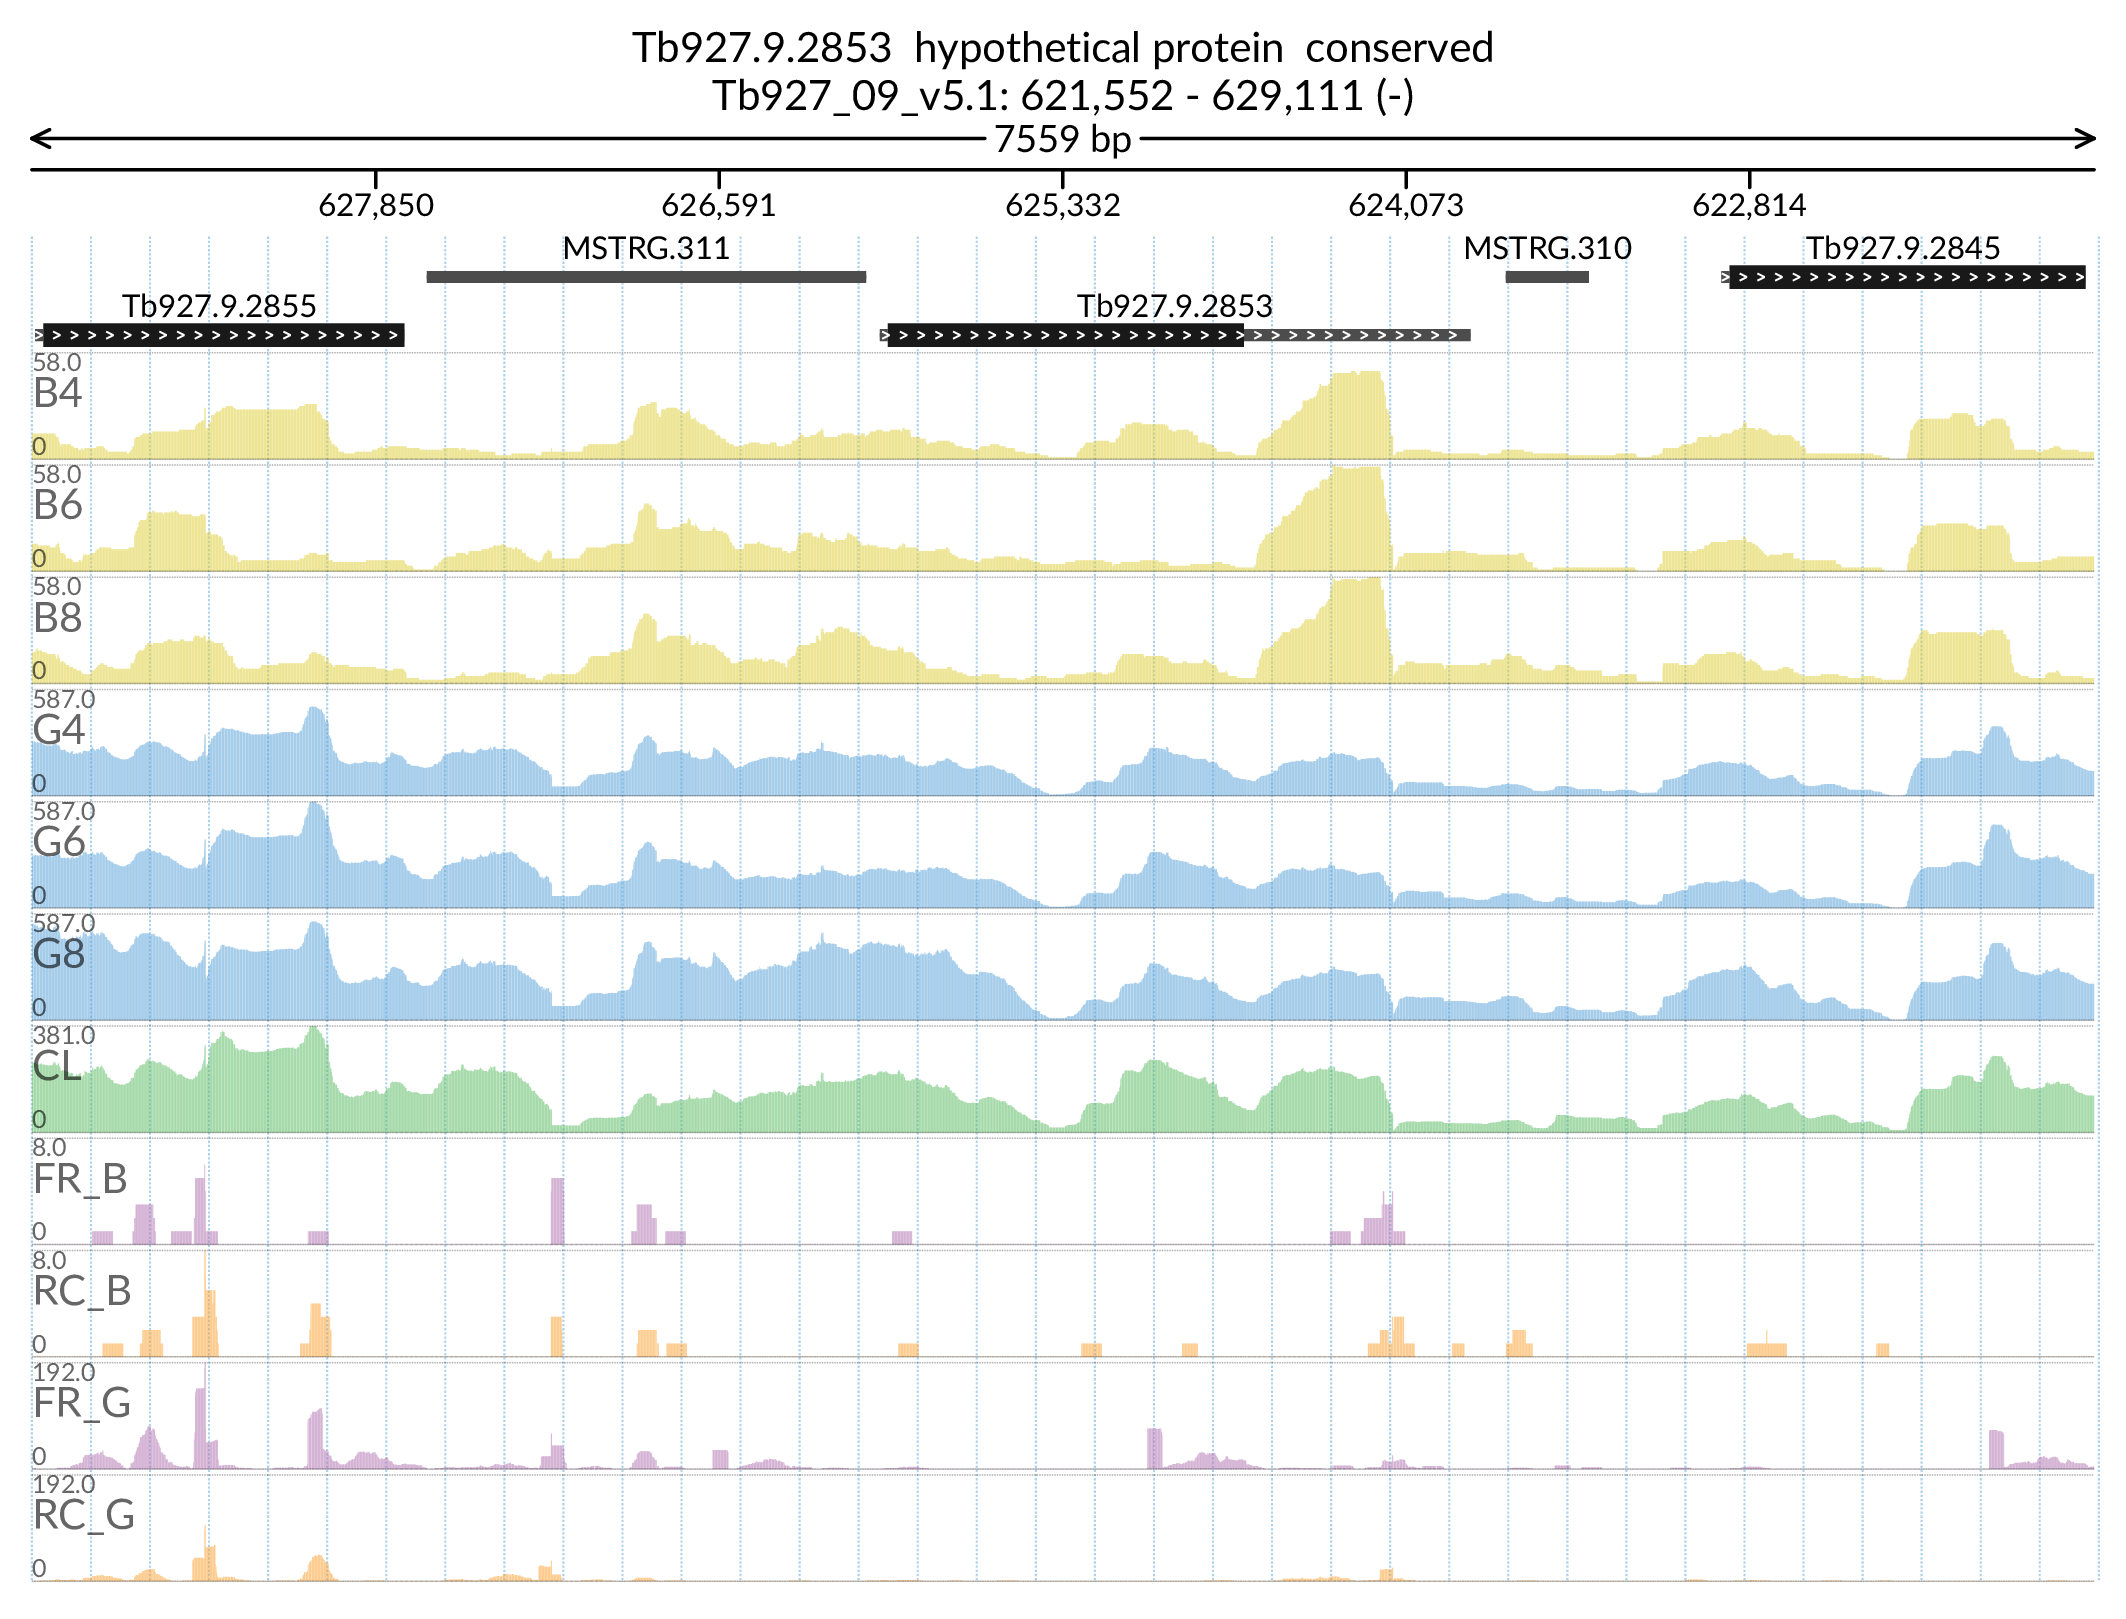 Tb927.9.2853 hypothetical protein conserved
Tb927_09_v5.1: 621,552 - 629,111 (-)
7559 bp
627,850 626,591 625,332 624,073 622,814
MSTRG.311 MSTRG.310 Tb927.9.2845
Tb927.9.2855 Tb927.9.2853
58.0
B4
0
58.0
B6
0
58.0
B8
0
587.0
G4
0
587.0
G6
0
587.0
G8
0
381.0
CL
0
8.0
FR_B
0
8.0
RC_B
0
192.0
FR_G
0
192.0
RC_G
0